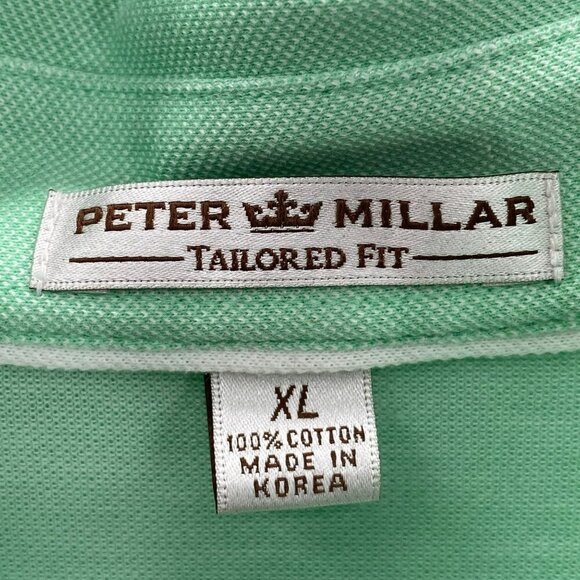 PETER MILLAR
TAILORED FIT
XL
100% COTTON
MADE IN
KOREA